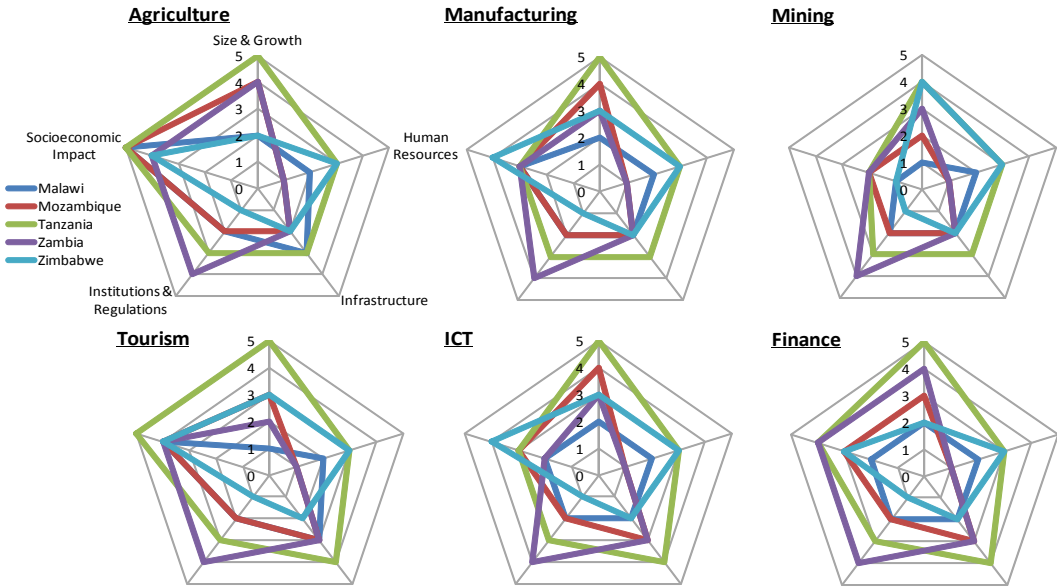 Agriculture
Manufacturing
Mining
Size & Growth
5
4
3
2
1
0
Socioeconomic
Impact
Human
Resources
Institutions &
Regulations
Infrastructure
Malawi
Mozambique
Tanzania
Zambia
Zimbabwe
5
4
3
2
1
0
5
4
3
2
1
0
Tourism
ICT
Finance
5
4
3
2
1
0
5
4
3
2
1
0
5
4
3
2
1
0